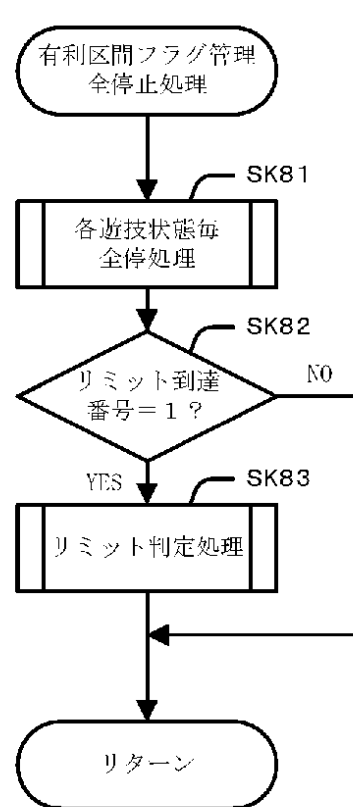 有利区間フラグ管理
全停止処理
SK81
各遊技状態毎
全停処理
SK82
リミット到達
番号＝１？
NO
YES
SK83
リミット判定処理
リターン